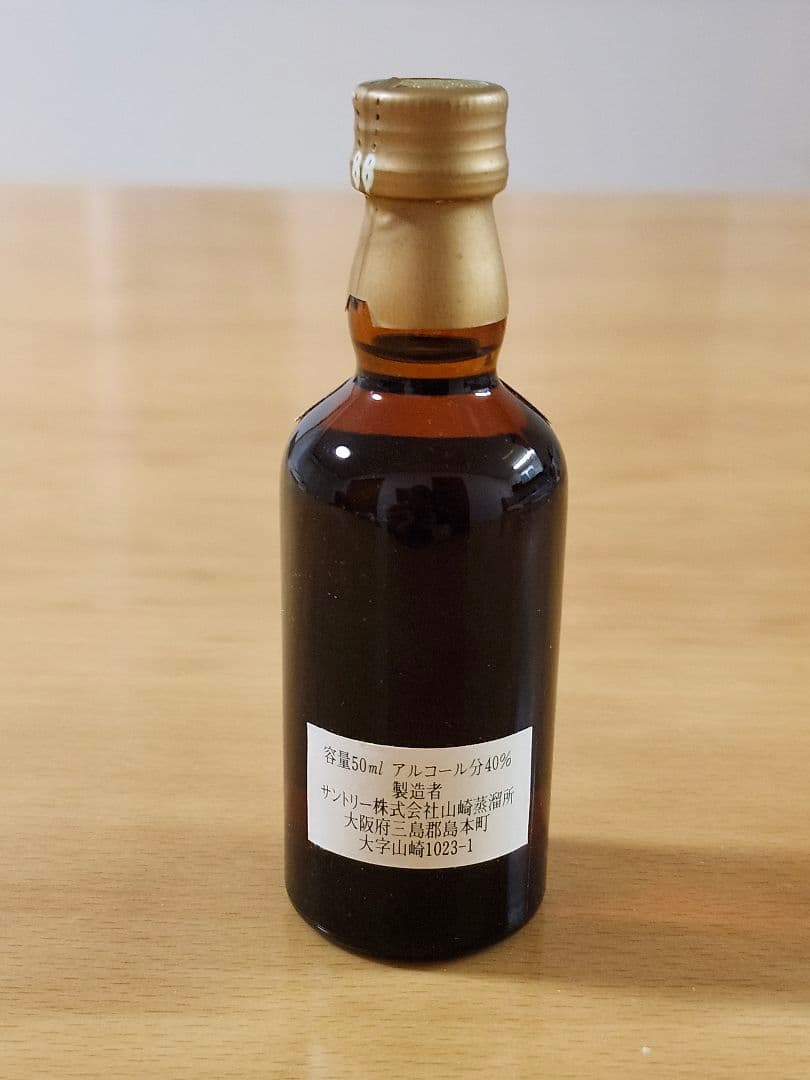 88
容量50ml アルコール分40%
製造者
サントリー株式会社山崎蒸溜所
大阪府三島郡島本町
大字山崎1023-1